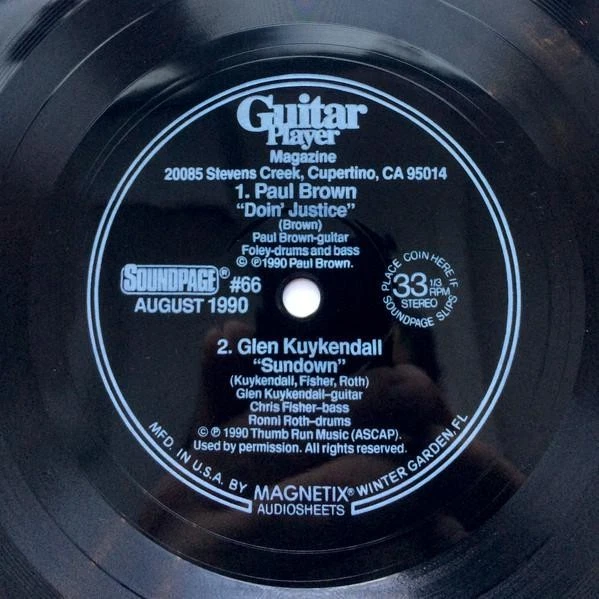 Guitar
Player
Magazine
20085 Stevens Creek, Cupertino, CA 95014
1. Paul Brown
“Doin’ Justice”
(Brown)
Paul Brown-guitar
Foley-drums and bass
© ℗ 1990 Paul Brown.
SOUNDPAGE® #66
AUGUST 1990
PLACE COIN HERE IF
SOUNDPAGE SLIPS
33 1/3
RPM
STEREO
2. Glen Kuykendall
“Sundown”
(Kuykendall, Fisher, Roth)
Glen Kuykendall-guitar
Chris Fisher-bass
Ronni Roth-drums
© ℗ 1990 Thumb Run Music (ASCAP).
Used by permission. All rights reserved.
MFD. IN U.S.A. BY MAGNETIX® WINTER GARDEN, FL
AUDIOSHEETS